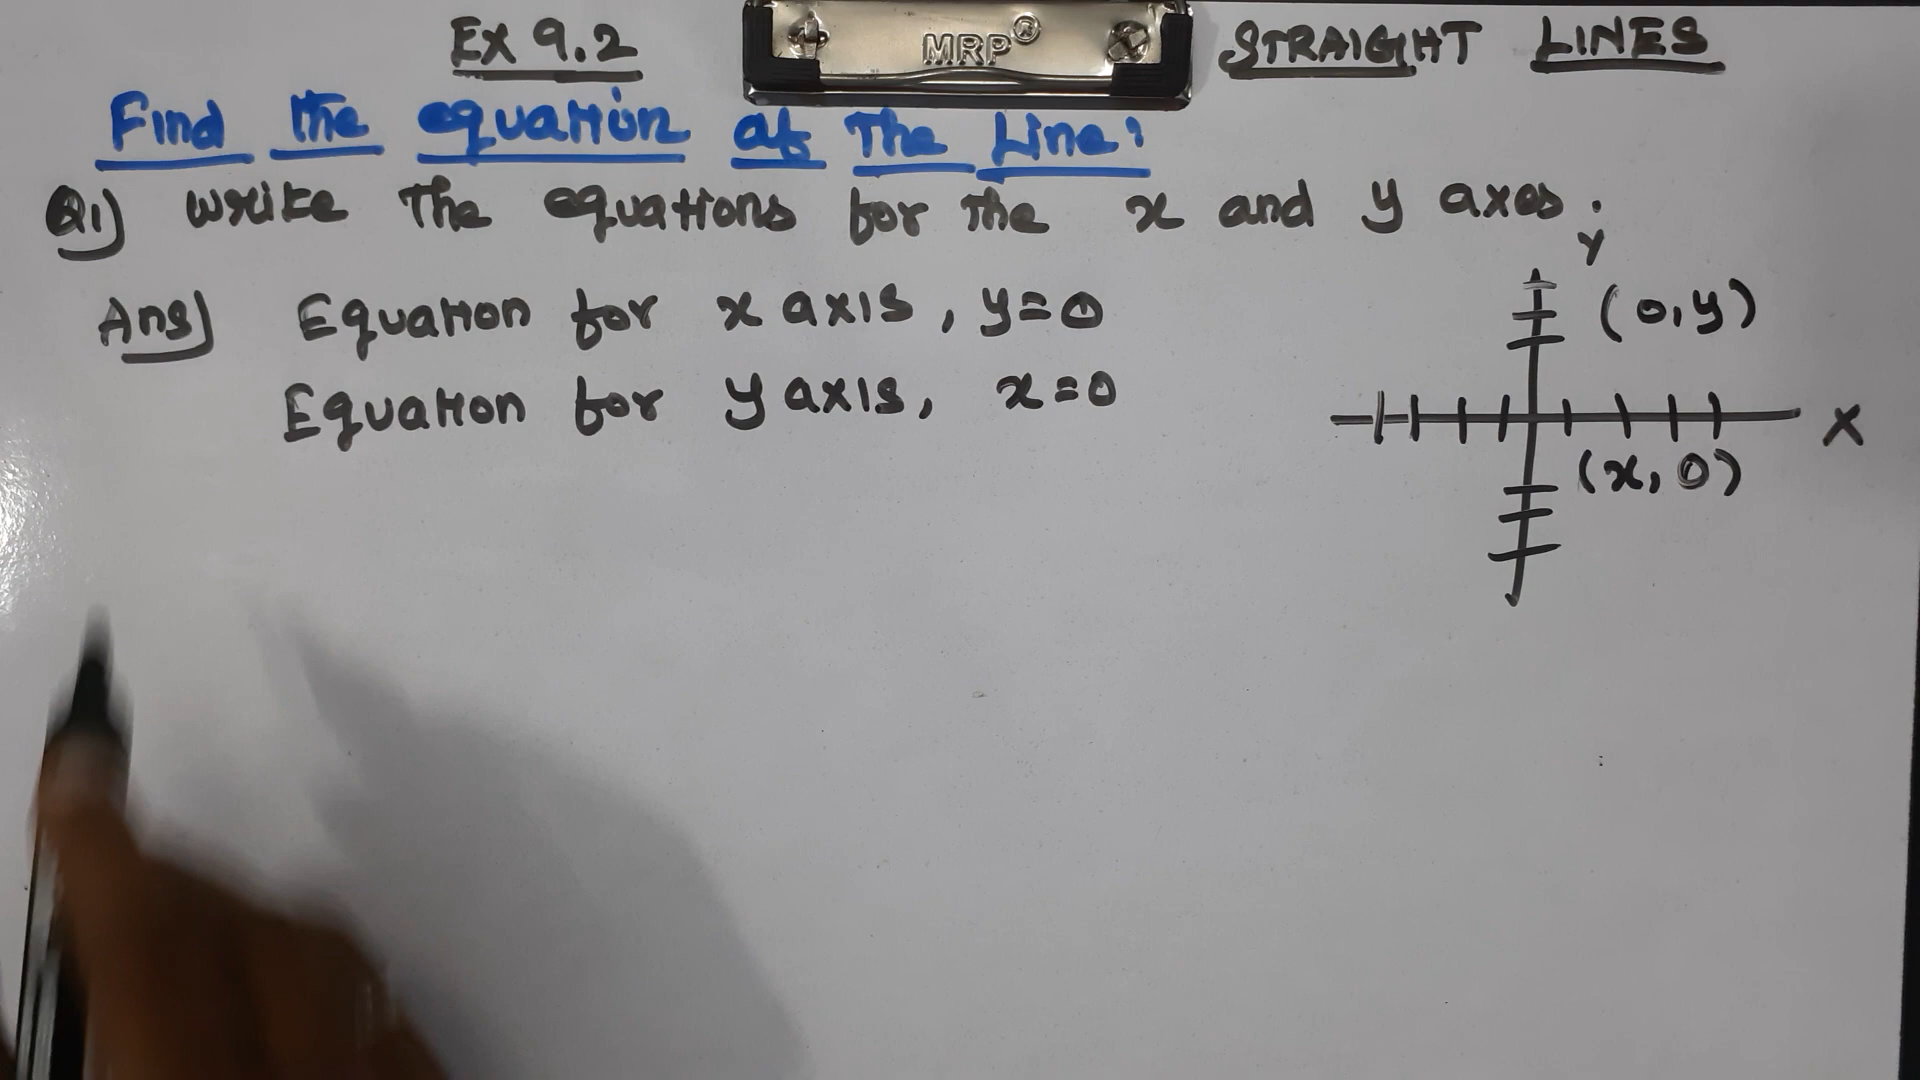 EX 9.2
MRP®
STRAIGHT LINES
Find the equation of The Line:
Q1) write The equations for The x and y axes.
Ans) Equation for x axis, y=0
Equation for y axis, x=0
Y
(0,y)
X
(x,0)